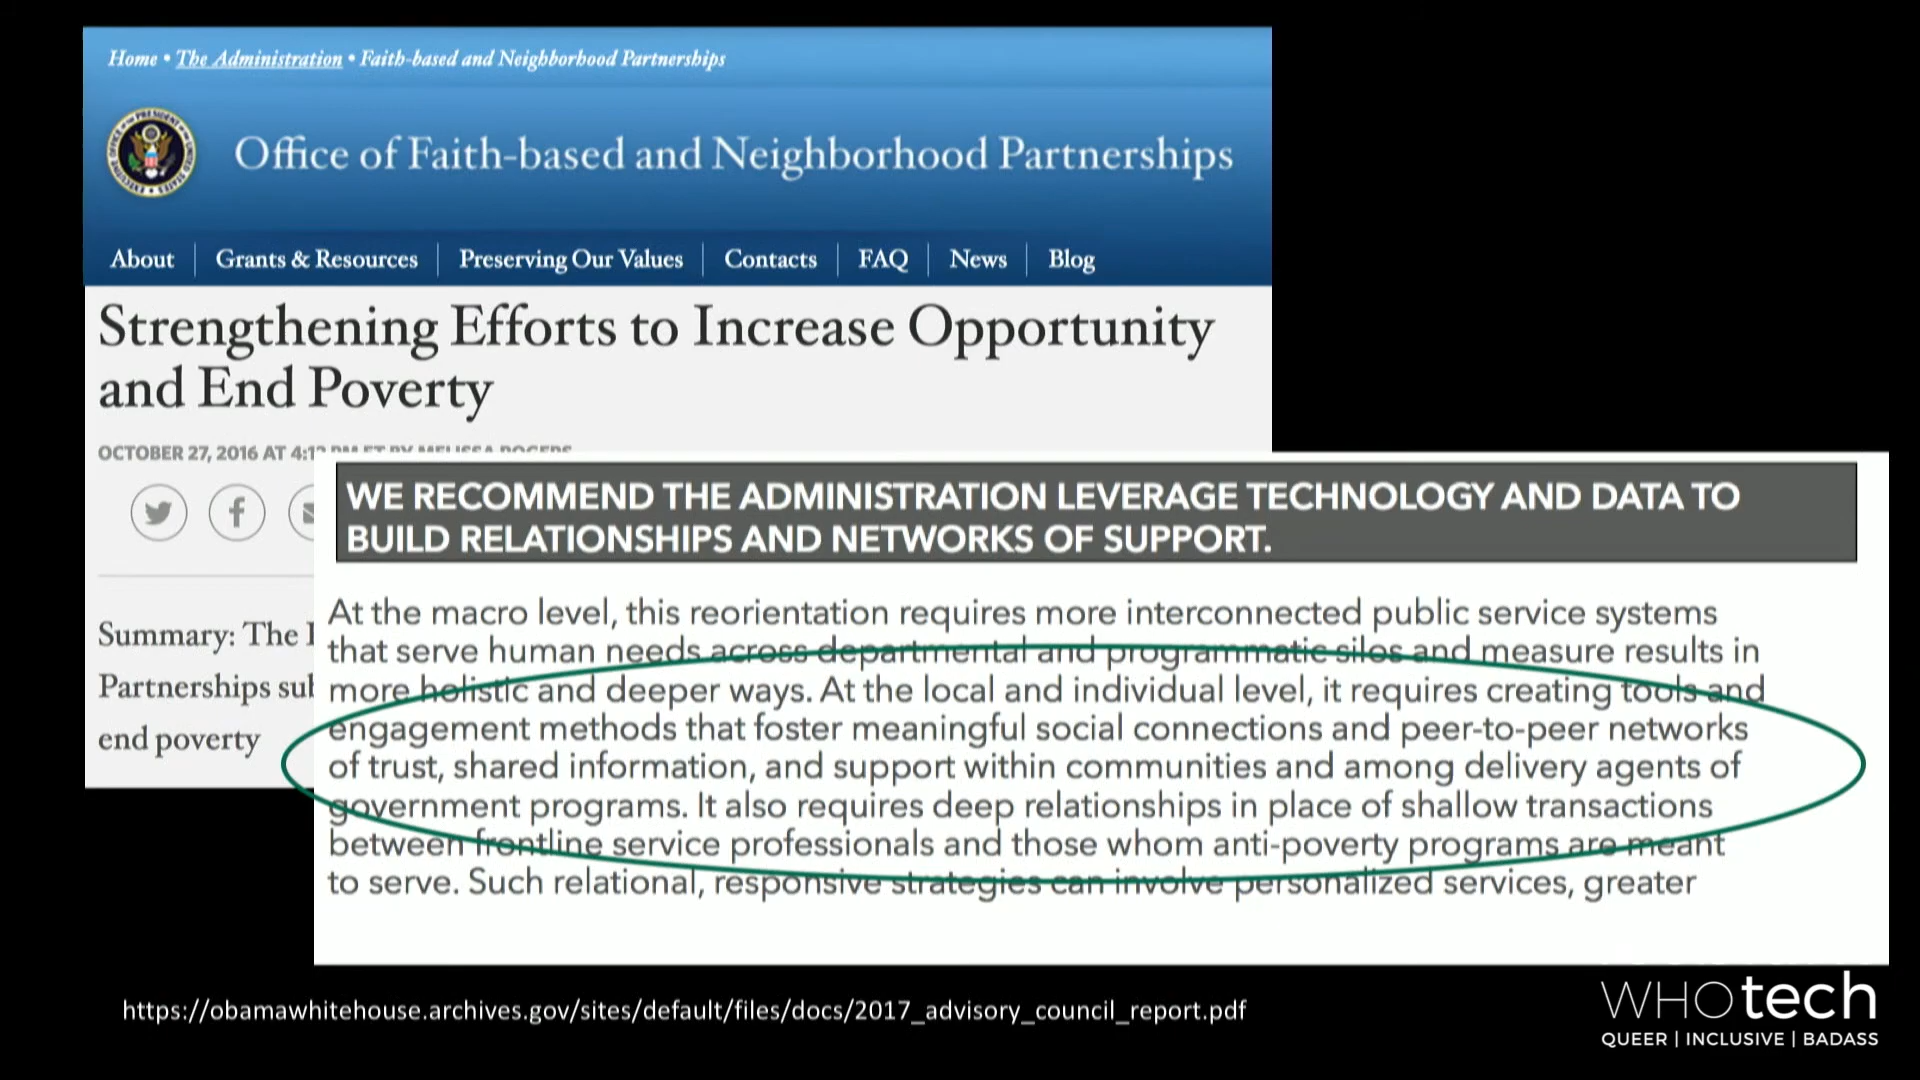 Home • The Administration • Faith-based and Neighborhood Partnerships
Office of Faith-based and Neighborhood Partnerships
About | Grants & Resources | Preserving Our Values | Contacts | FAQ | News | Blog
Strengthening Efforts to Increase Opportunity
and End Poverty
OCTOBER 27, 2016 AT 4:12 PM ET BY MELISSA ROGERS
WE RECOMMEND THE ADMINISTRATION LEVERAGE TECHNOLOGY AND DATA TO
BUILD RELATIONSHIPS AND NETWORKS OF SUPPORT.
Summary: The
Partnerships
end poverty
At the macro level, this reorientation requires more interconnected public service systems
that serve human needs across departmental and programmatic silos and measure results in
more holistic and deeper ways. At the local and individual level, it requires creating tools and
engagement methods that foster meaningful social connections and peer-to-peer networks
of trust, shared information, and support within communities and among delivery agents of
government programs. It also requires deep relationships in place of shallow transactions
between frontline service professionals and those whom anti-poverty programs are meant
to serve. Such relational, responsive strategies can involve personalized services, greater
https://obamawhitehouse.archives.gov/sites/default/files/docs/2017_advisory_council_report.pdf
WHOtech
QUEER | INCLUSIVE | BADASS